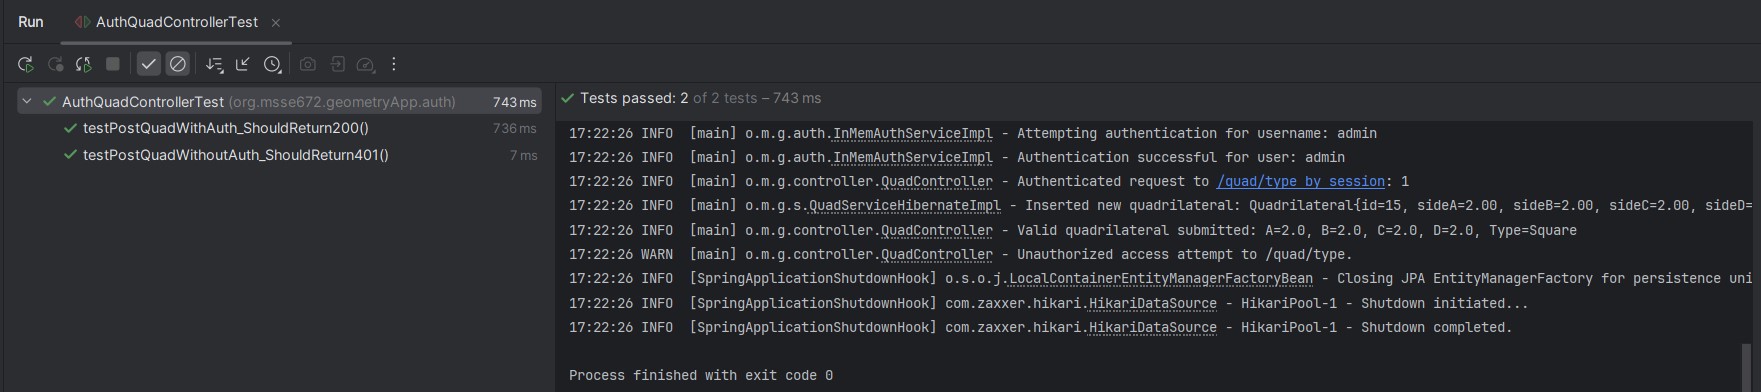 Run AuthQuadControllerTest
AuthQuadControllerTest (org.msse672.geometryApp.auth) 743 ms
testPostQuadWithAuth_ShouldReturn200() 736 ms
testPostQuadWithoutAuth_ShouldReturn401() 7 ms
Tests passed: 2 of 2 tests – 743 ms
17:22:26 INFO  [main] o.m.g.auth.InMemAuthServiceImpl - Attempting authentication for username: admin
17:22:26 INFO  [main] o.m.g.auth.InMemAuthServiceImpl - Authentication successful for user: admin
17:22:26 INFO  [main] o.m.g.controller.QuadController - Authenticated request to /quad/type by session: 1
17:22:26 INFO  [main] o.m.g.s.QuadServiceHibernateImpl - Inserted new quadrilateral: Quadrilateral{id=15, sideA=2.00, sideB=2.00, sideC=2.00, sideD=
17:22:26 INFO  [main] o.m.g.controller.QuadController - Valid quadrilateral submitted: A=2.0, B=2.0, C=2.0, D=2.0, Type=Square
17:22:26 WARN  [main] o.m.g.controller.QuadController - Unauthorized access attempt to /quad/type.
17:22:26 INFO  [SpringApplicationShutdownHook] o.s.o.j.LocalContainerEntityManagerFactoryBean - Closing JPA EntityManagerFactory for persistence uni
17:22:26 INFO  [SpringApplicationShutdownHook] com.zaxxer.hikari.HikariDataSource - HikariPool-1 - Shutdown initiated...
17:22:26 INFO  [SpringApplicationShutdownHook] com.zaxxer.hikari.HikariDataSource - HikariPool-1 - Shutdown completed.
Process finished with exit code 0